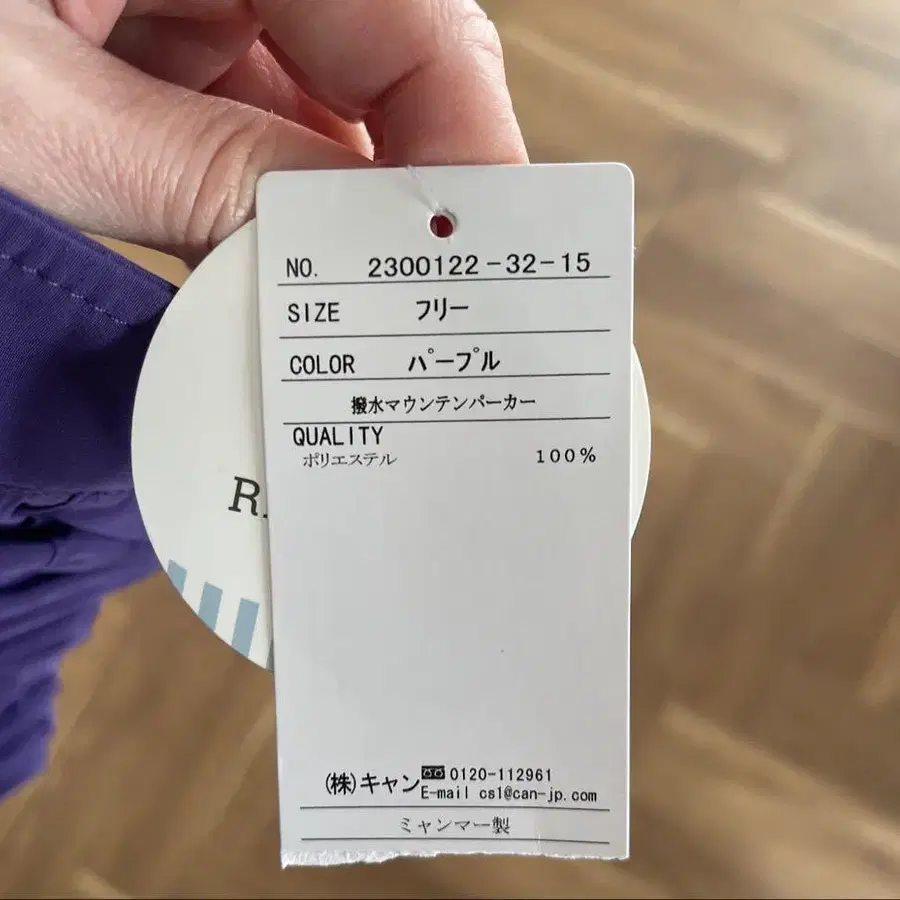 NO. 2300122-32-15
SIZE フリー
COLOR パープル
撥水マウンテンパーカー
QUALITY
ポリエステル 100%
R
(株)キャン 0120-112961
E-mail cs1@can-jp.com
ミャンマー製